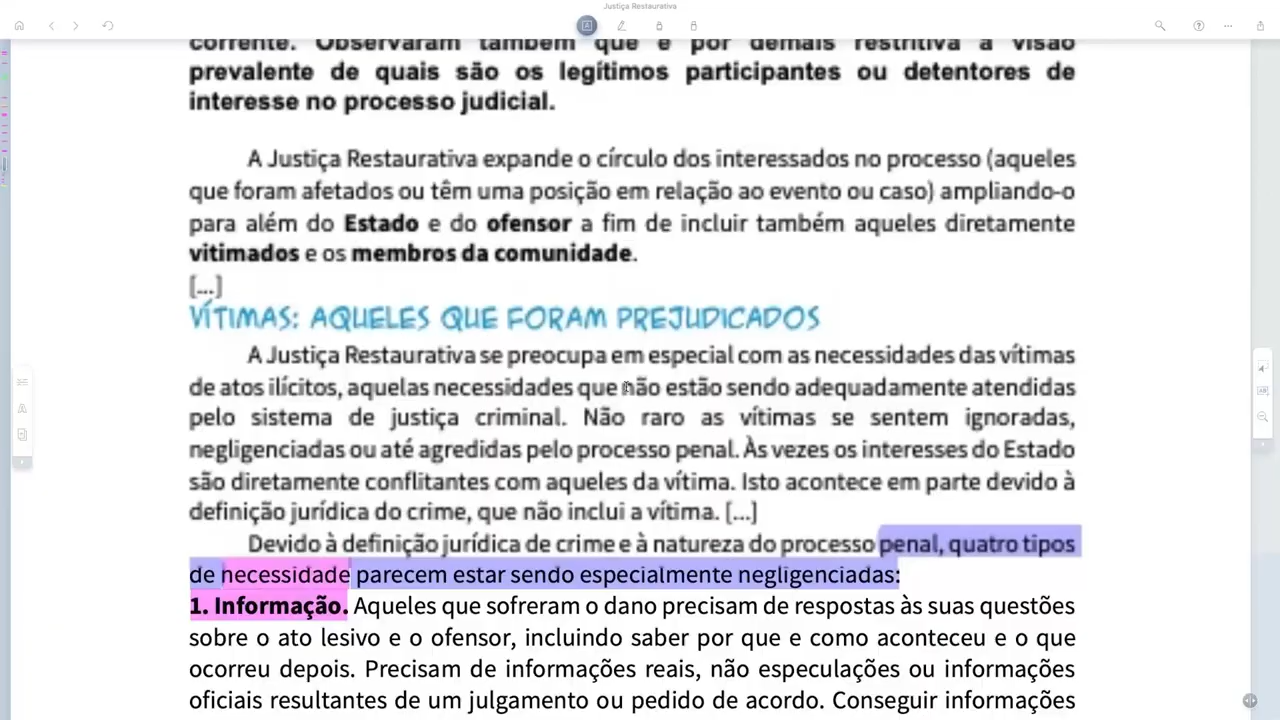 Justiça Restaurativa
corrente. Observaram também que é por demais restritiva a visão
prevalente de quais são os legítimos participantes ou detentores de
interesse no processo judicial.
A Justiça Restaurativa expande o círculo dos interessados no processo (aqueles
que foram afetados ou têm uma posição em relação ao evento ou caso) ampliando-o
para além do Estado e do ofensor a fim de incluir também aqueles diretamente
vitimados e os membros da comunidade.
[...]
VÍTIMAS: AQUELES QUE FORAM PREJUDICADOS
A Justiça Restaurativa se preocupa em especial com as necessidades das vítimas
de atos ilícitos, aquelas necessidades que não estão sendo adequadamente atendidas
pelo sistema de justiça criminal. Não raro as vítimas se sentem ignoradas,
negligenciadas ou até agredidas pelo processo penal. Às vezes os interesses do Estado
são diretamente conflitantes com aqueles da vítima. Isto acontece em parte devido à
definição jurídica do crime, que não inclui a vítima. [...]
Devido à definição jurídica de crime e à natureza do processo penal, quatro tipos
de necessidade parecem estar sendo especialmente negligenciadas:
1. Informação. Aqueles que sofreram o dano precisam de respostas às suas questões
sobre o ato lesivo e o ofensor, incluindo saber por que e como aconteceu e o que
ocorreu depois. Precisam de informações reais, não especulações ou informações
oficiais resultantes de um julgamento ou pedido de acordo. Conseguir informações